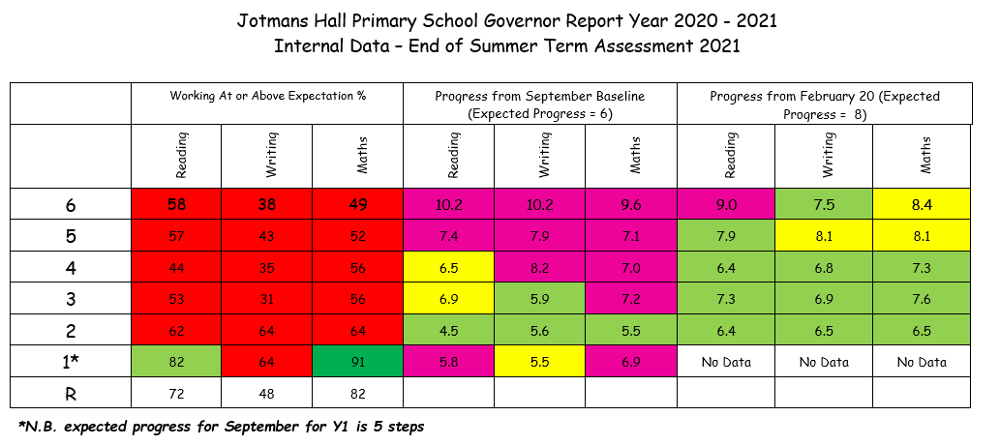 Jotmans Hall Primary School Governor Report Year 2020 - 2021
Internal Data – End of Summer Term Assessment 2021
Working At or Above Expectation % Progress from September Baseline (Expected Progress = 6) Progress from February 20 (Expected Progress = 8)
Reading Writing Maths Reading Writing Maths Reading Writing Maths
6 58 38 49 10.2 10.2 9.6 9.0 7.5 8.4
5 57 43 52 7.4 7.9 7.1 7.9 8.1 8.1
4 44 35 56 6.5 8.2 7.0 6.4 6.8 7.3
3 53 31 56 6.9 5.9 7.2 7.3 6.9 7.6
2 62 64 64 4.5 5.6 5.5 6.4 6.5 6.5
1* 82 64 91 5.8 5.5 6.9 No Data No Data No Data
R 72 48 82
*N.B. expected progress for September for Y1 is 5 steps